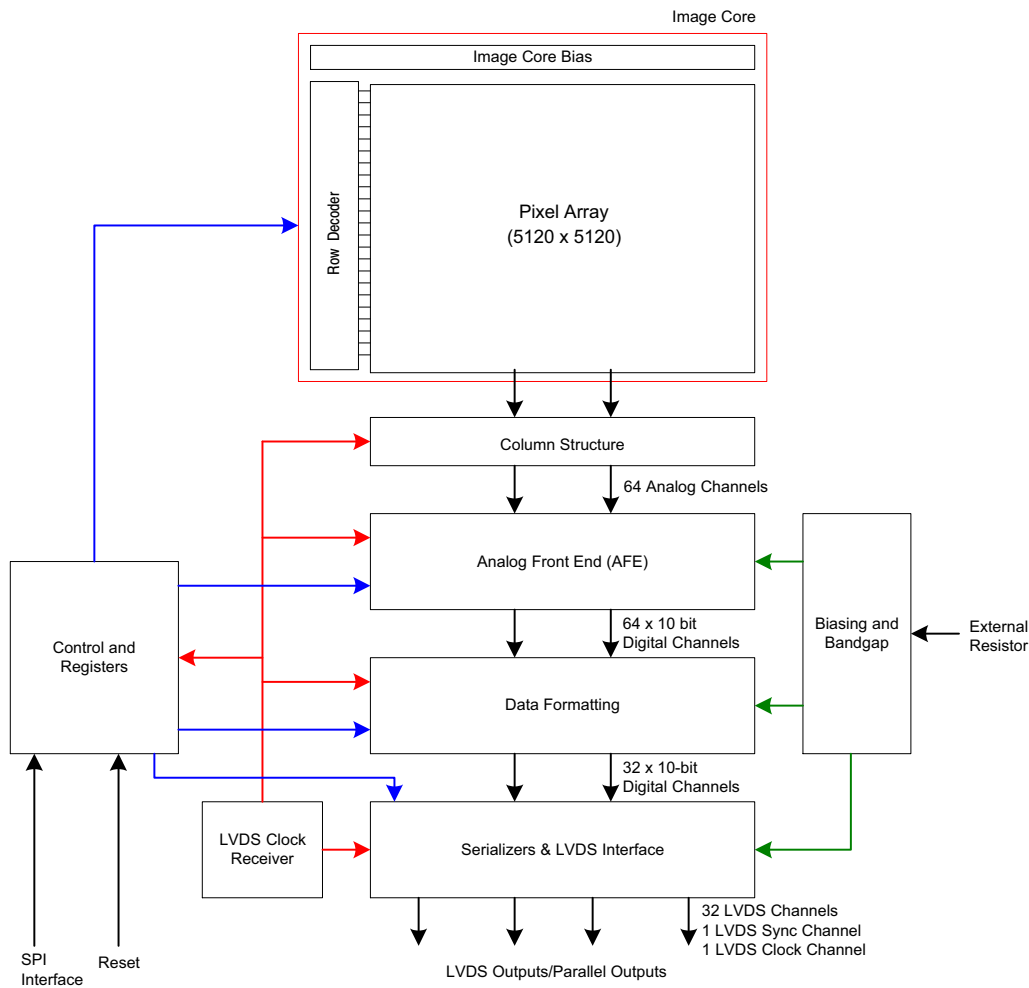 Image Core
Image Core Bias
Row Decoder
Pixel Array
(5120 x 5120)
Column Structure
64 Analog Channels
Analog Front End (AFE)
64 x 10 bit
Digital Channels
Control and
Registers
Biasing and
Bandgap
External
Resistor
Data Formatting
32 x 10-bit
Digital Channels
LVDS Clock
Receiver
Serializers & LVDS Interface
32 LVDS Channels
1 LVDS Sync Channel
1 LVDS Clock Channel
SPI
Interface
Reset
LVDS Outputs/Parallel Outputs